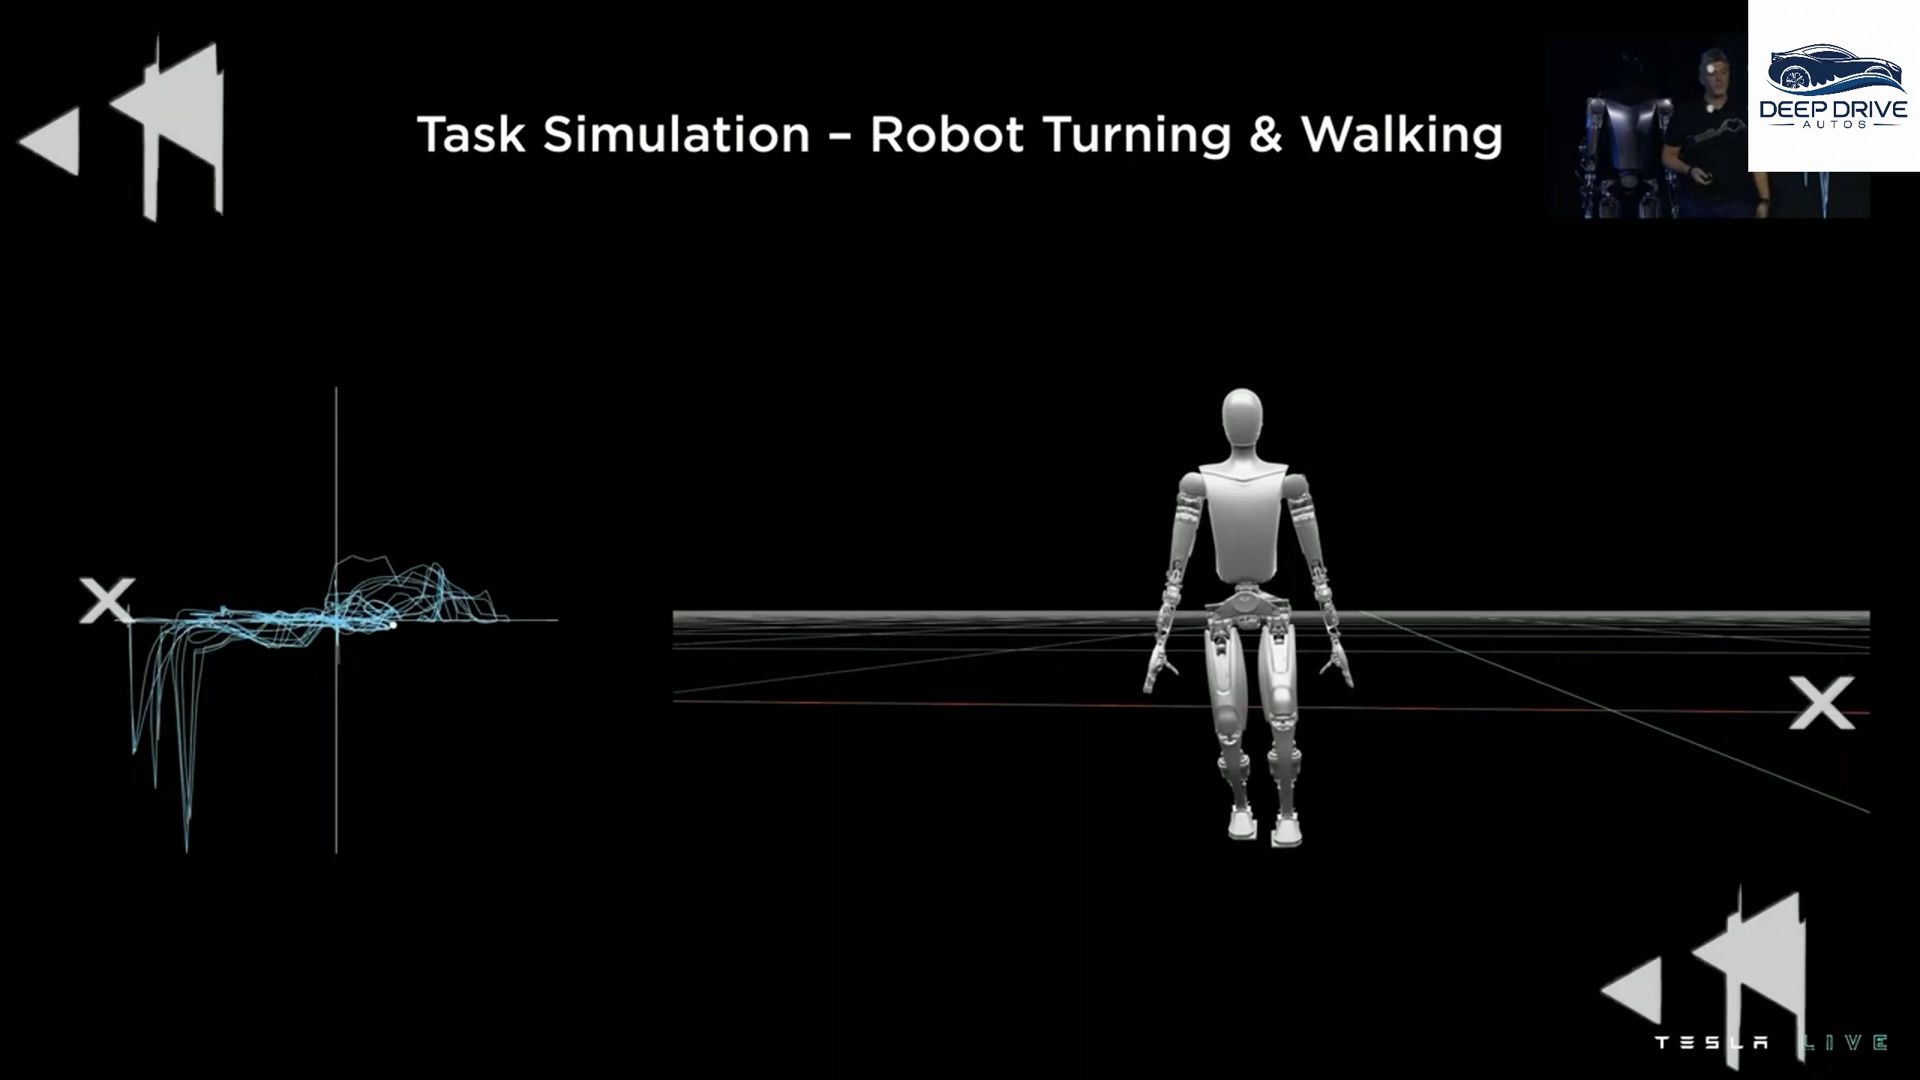 Task Simulation – Robot Turning & Walking
DEEP DRIVE
AUTOS
X
X
TESLA LIVE